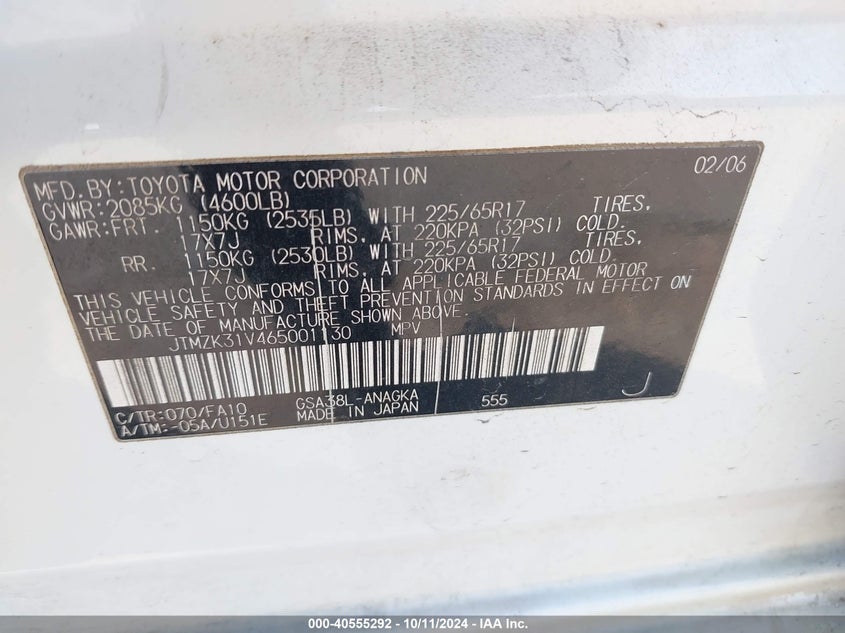 02/06
MFD.BY:TOYOTA MOTOR CORPORATION
GVWR:2085KG (4600LB)
GAWR:FRT. 1150KG (2535LB) WITH 225/65R17 TIRES,
17X7J RIMS, AT 220KPA (32PSI) COLD.
RR. 1150KG (2530LB) WITH 225/65R17 TIRES,
17X7J RIMS, AT 220KPA (32PSI) COLD.
THIS VEHICLE CONFORMS TO ALL APPLICABLE FEDERAL MOTOR
VEHICLE SAFETY AND THEFT PREVENTION STANDARDS IN EFFECT ON
THE DATE OF MANUFACTURE SHOWN ABOVE.
JTMZK31V465001130 MPV
C/TR:070/FA10 GSA38L-ANAGKA J
A/TM:-05A/U151E MADE IN JAPAN 555
000-40555292 - 10/11/2024 - IAA Inc.